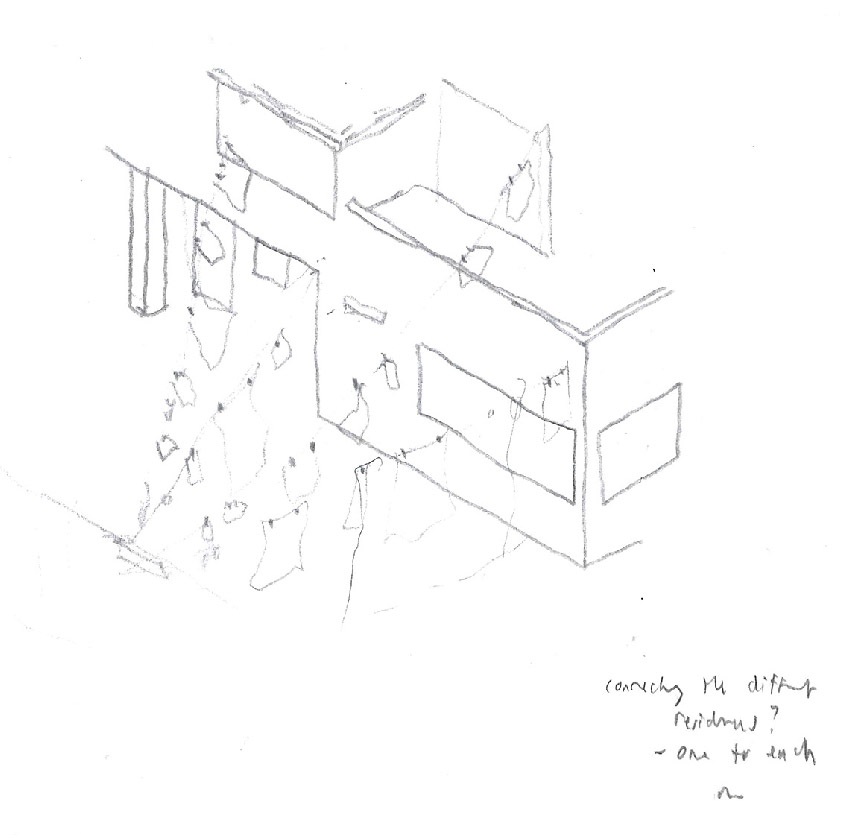 connecting the different
residences?
- one to each